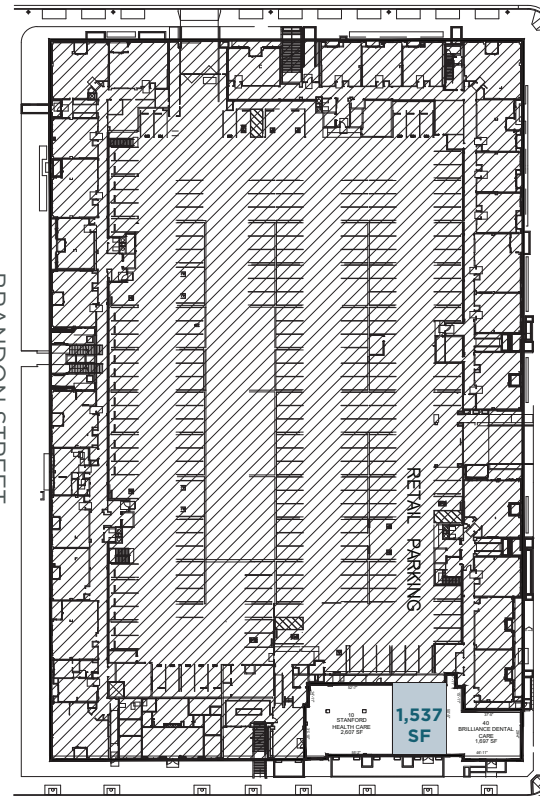 BRANDON STREET
RETAIL PARKING
10
STANFORD
HEALTH CARE
2,607 SF
1,537
SF
40
BRILLIANCE DENTAL
CARE
1,697 SF